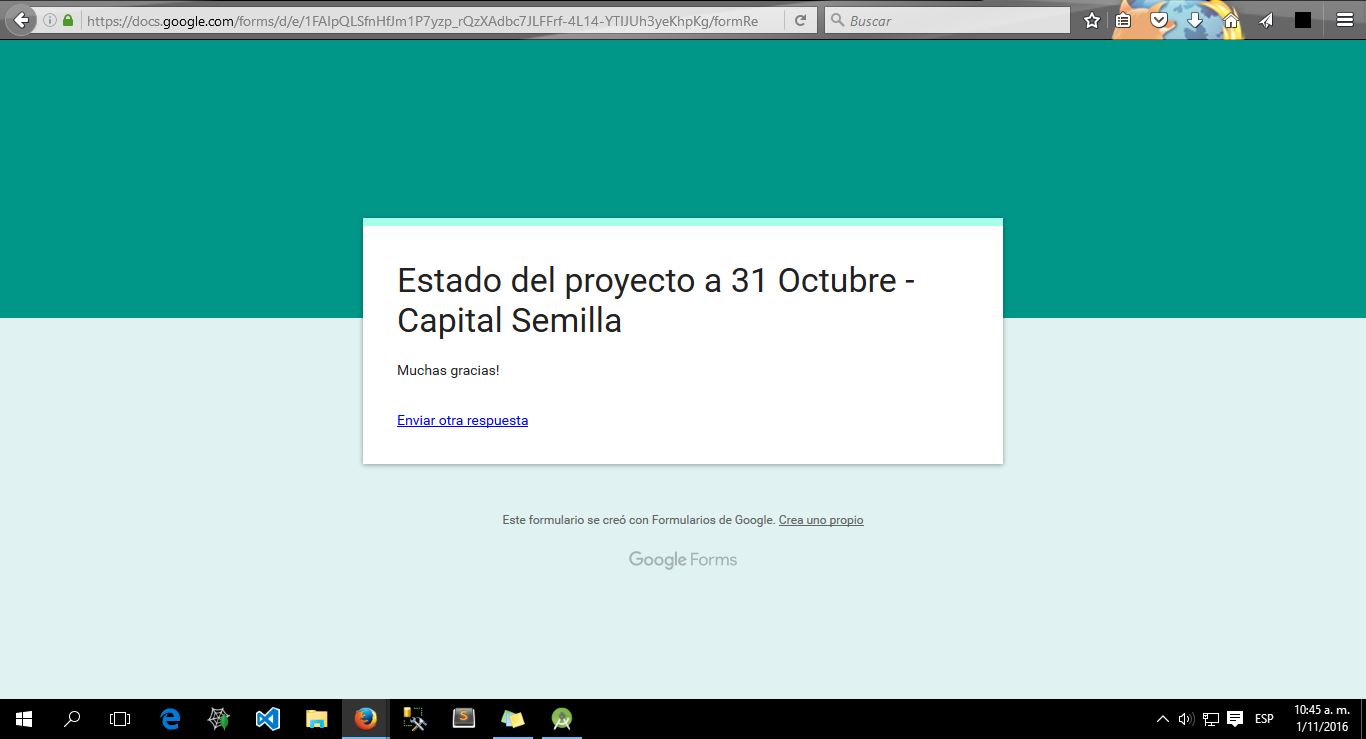 https://docs.google.com/forms/d/e/1FAIpQLSfnHfJm1P7yzp_rQzXAdbc7JLFFrf-4L14-YTlJUh3yeKhpKg/formRe
Buscar
Estado del proyecto a 31 Octubre -
Capital Semilla
Muchas gracias!
Enviar otra respuesta
Este formulario se creó con Formularios de Google. Crea uno propio
Google Forms
ESP
10:45 a. m.
1/11/2016